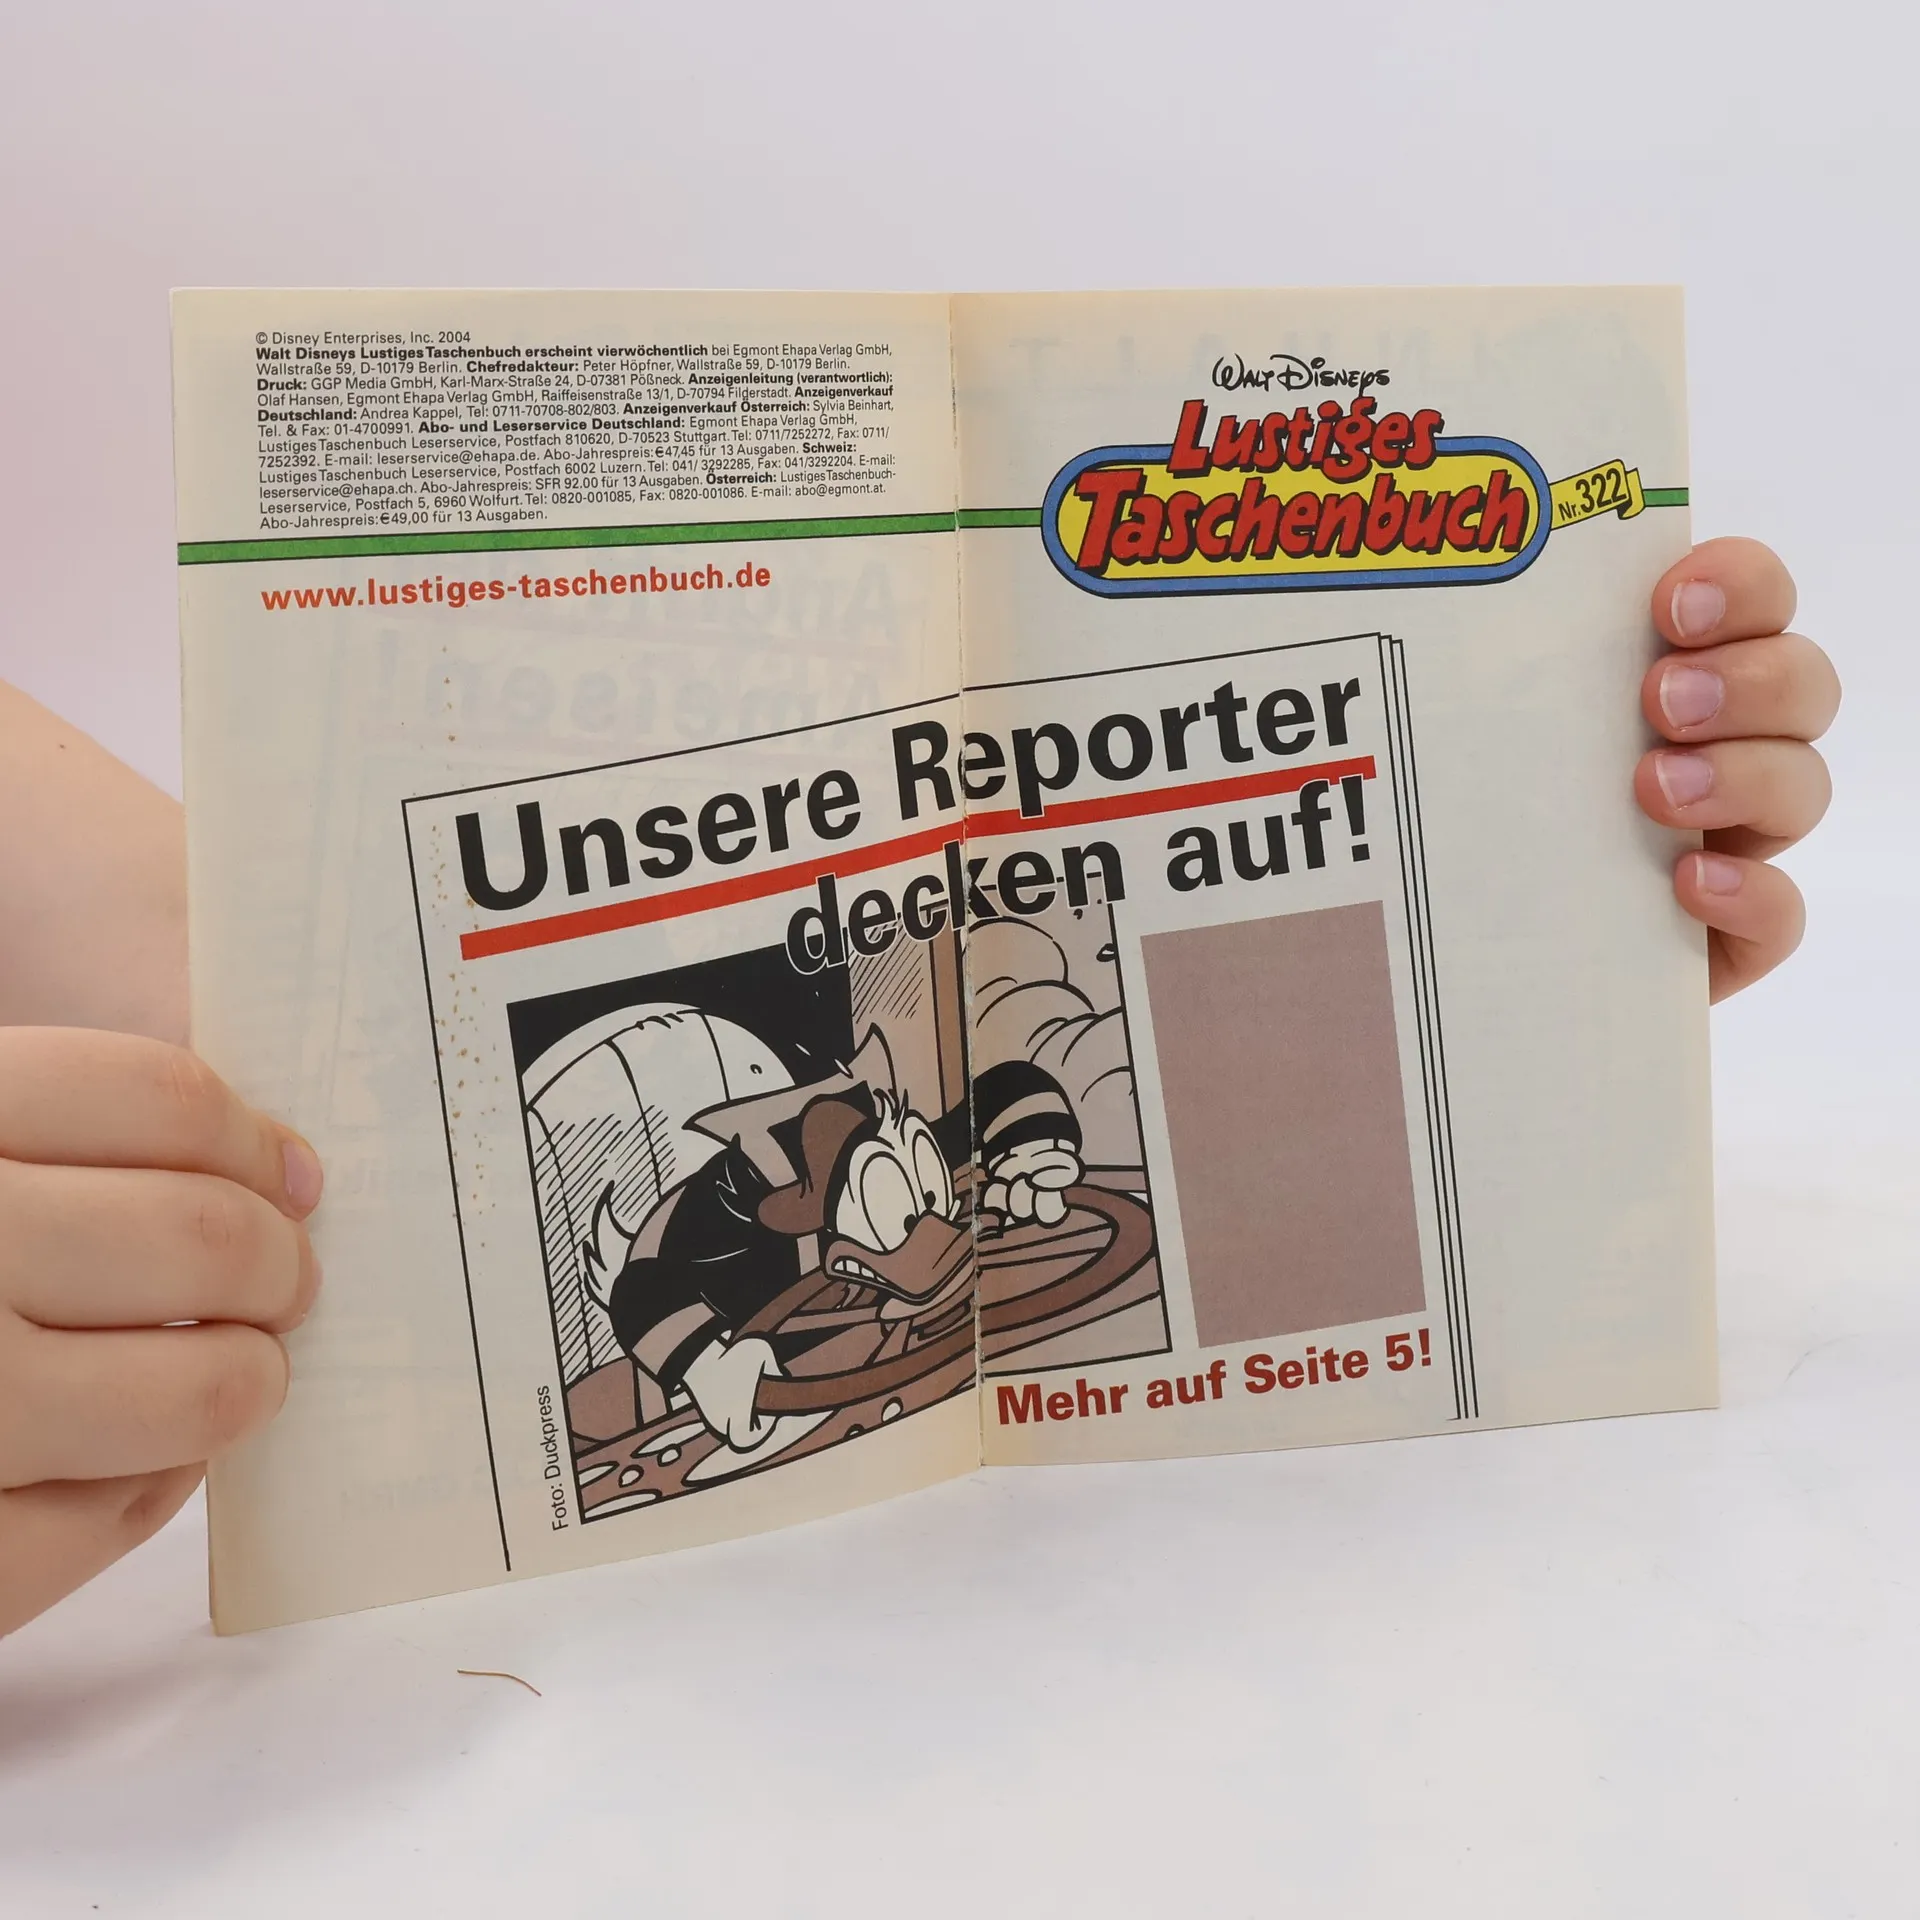 © Disney Enterprises, Inc. 2004
Walt Disneys Lustiges Taschenbuch erscheint vierwöchentlich bei Egmont Ehapa Verlag GmbH,
Wallstraße 59, D-10179 Berlin. Chefredakteur: Peter Höpfner, Wallstraße 59, D-10179 Berlin.
Druck: GGP Media GmbH, Karl-Marx-Straße 24, D-07381 Pößneck. Anzeigenleitung (verantwortlich):
Olaf Hansen, Egmont Ehapa Verlag GmbH, Raiffeisenstraße 13/1, D-70794 Filderstadt. Anzeigenverkauf
Deutschland: Andrea Kappel, Tel: 0711-70708-802/803. Anzeigenverkauf Österreich: Sylvia Beinhart,
Tel. & Fax: 01-4700991. Abo- und Leserservice Deutschland: Egmont Ehapa Verlag GmbH,
Lustiges Taschenbuch Leserservice, Postfach 810620, D-70523 Stuttgart. Tel: 0711/7252272, Fax: 0711/
7252392. E-mail: leserservice@ehapa.de. Abo-Jahrespreis: €47,45 für 13 Ausgaben. Schweiz:
Lustiges Taschenbuch Leserservice, Postfach 6002 Luzern. Tel: 041/ 3292285, Fax: 041/3292204. E-mail:
leserservice@ehapa.ch. Abo-Jahrespreis: SFR 92.00 für 13 Ausgaben. Österreich: Lustiges Taschenbuch-
Leserservice, Postfach 5, 6960 Wolfurt. Tel: 0820-001085, Fax: 0820-001086. E-mail: abo@egmont.at.
Abo-Jahrespreis: €49,00 für 13 Ausgaben.
www.lustiges-taschenbuch.de
Walt Disneys
Lustiges
Taschenbuch
Nr. 322
Unsere Reporter
decken auf!
Foto: Duckpress
Mehr auf Seite 5!